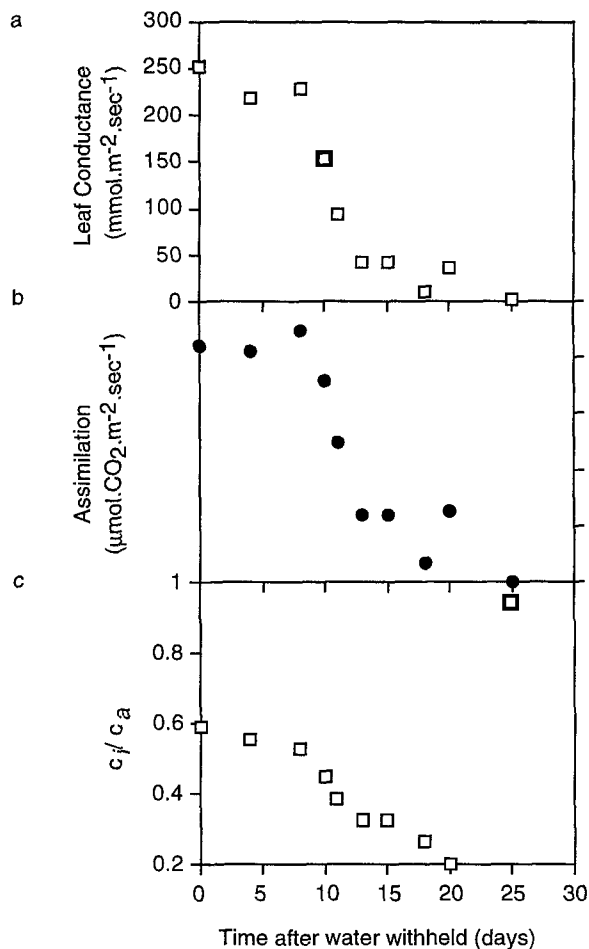 a
300
250
200
150
100
50
0
Leaf Conductance
(mmol.m-2.sec-1)
b
Assimilation
(μmol.CO2.m-2.sec-1)
c
1
0.8
0.6
0.4
0.2
ci/ca
0 5 10 15 20 25 30
Time after water withheld (days)